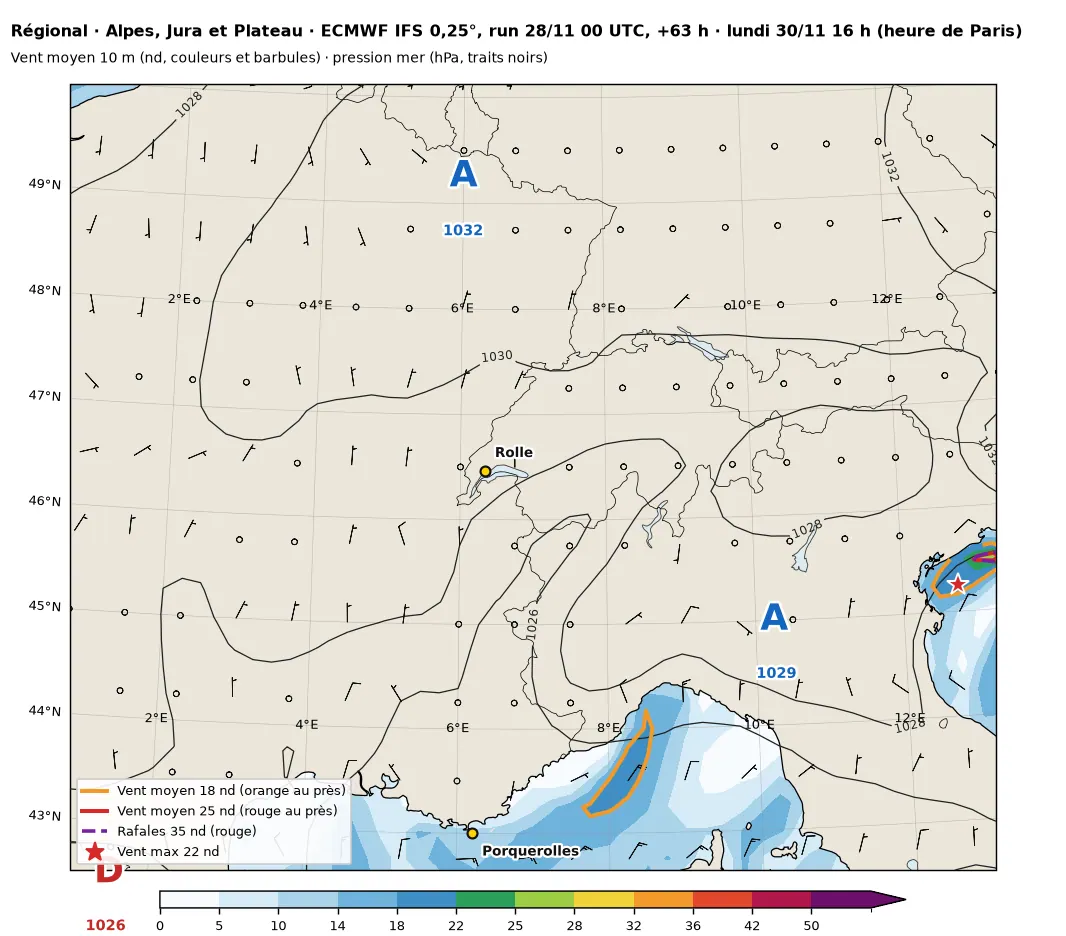 Régional · Alpes, Jura et Plateau · ECMWF IFS 0,25°, run 28/11 00 UTC, +63 h · lundi 30/11 16 h (heure de Paris)
Vent moyen 10 m (nd, couleurs et barbules) · pression mer (hPa, traits noirs)
1028
1032
49°N
A
1032
48°N
2°E
4°E
6°E
8°E
10°E
12°E
1030
47°N
1032
Rolle
46°N
1028
45°N
1026
A
1029
44°N
2°E
4°E
6°E
8°E
10°E
12°E
1028
43°N
Vent moyen 18 nd (orange au près)
Vent moyen 25 nd (rouge au près)
Rafales 35 nd (rouge)
Vent max 22 nd
Porquerolles
D
1026
0 5 10 14 18 22 25 28 32 36 42 50